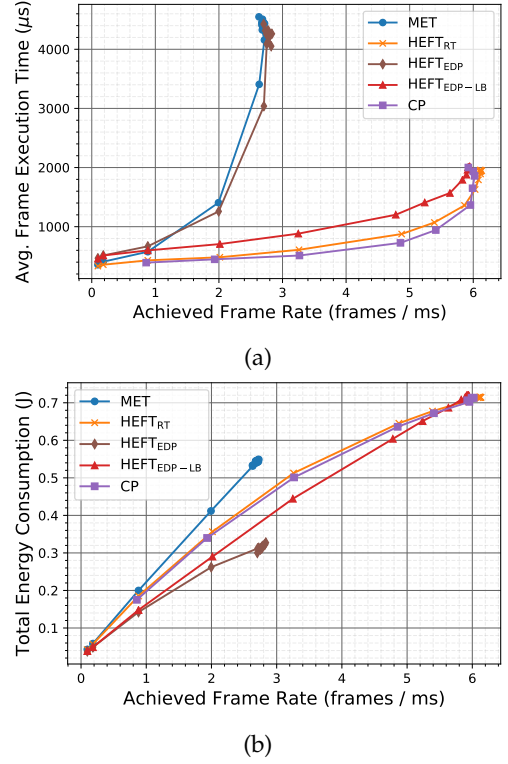 Avg. Frame Execution Time (μs)
4000
3000
2000
1000
MET
HEFT_RT
HEFT_EDP
HEFT_EDP−LB
CP
0 1 2 3 4 5 6
Achieved Frame Rate (frames / ms)
(a)
Total Energy Consumption (J)
0.7
0.6
0.5
0.4
0.3
0.2
0.1
MET
HEFT_RT
HEFT_EDP
HEFT_EDP−LB
CP
0 1 2 3 4 5 6
Achieved Frame Rate (frames / ms)
(b)